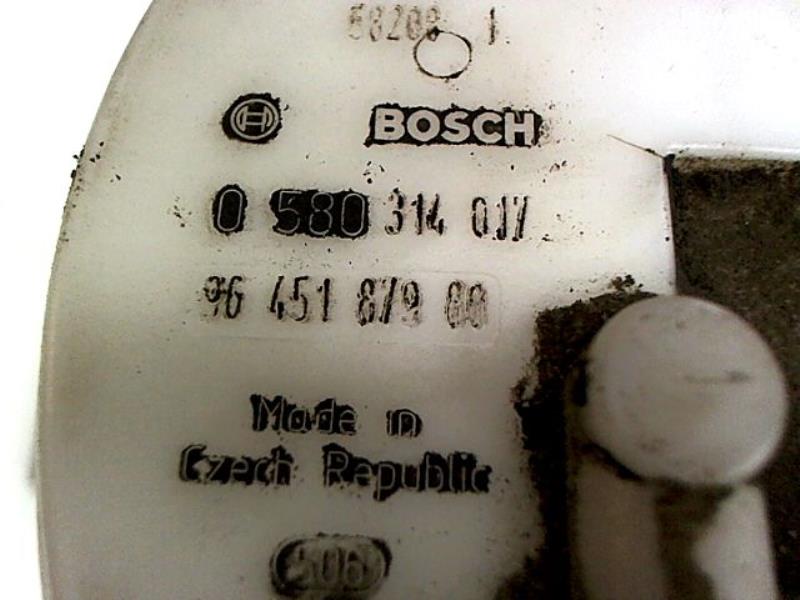 BOSCH
0 580 314 017
96 451 879 80
Made in
Czech Republic
506